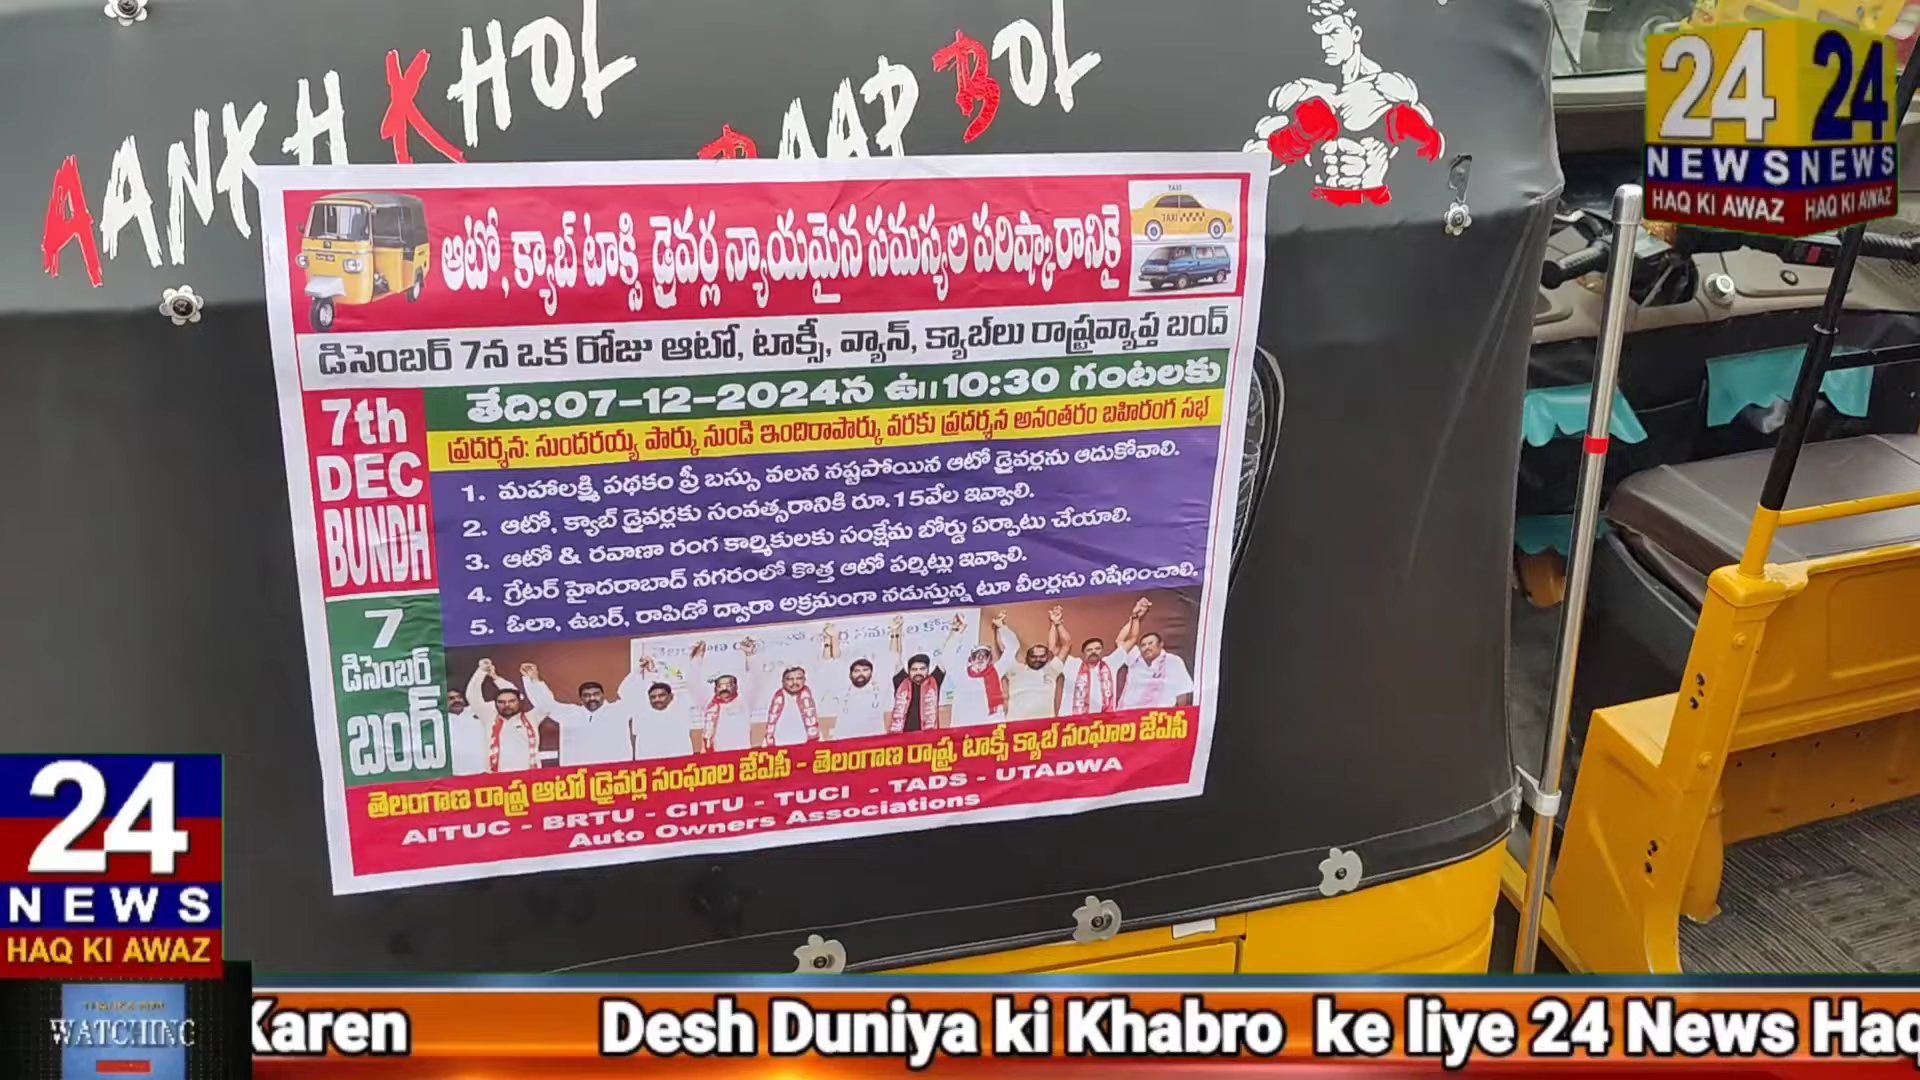 AANKH KHOL
BAAP BOL
24 24
NEWS NEWS
HAQ KI AWAZ HAQ KI AWAZ
ఆటో, క్యాబ్ టాక్సి డ్రైవర్ల న్యాయమైన సమస్యల పరిష్కారానికై
TAXI
TAXI
డిసెంబర్ 7న ఒక రోజు ఆటో, టాక్సీ, వ్యాన్, క్యాబ్‌లు రాష్ట్రవ్యాప్త బంద్
7th
DEC
BUNDH
తేది:07-12-2024న ఉ॥10:30 గంటలకు
ప్రదర్శన: సుందరయ్య పార్కు నుండి ఇందిరాపార్కు వరకు ప్రదర్శన అనంతరం బహిరంగ సభ
1. మహాలక్ష్మి పథకం ఫ్రీ బస్సు వలన నష్టపోయిన ఆటో డ్రైవర్లను ఆదుకోవాలి.
2. ఆటో, క్యాబ్ డ్రైవర్లకు సంవత్సరానికి రూ.15వేల ఇవ్వాలి.
3. ఆటో & రవాణా రంగ కార్మికులకు సంక్షేమ బోర్డు ఏర్పాటు చేయాలి.
4. గ్రేటర్ హైదరాబాద్ నగరంలో కొత్త ఆటో పర్మిట్లు ఇవ్వాలి.
5. ఓలా, ఉబర్, రాపిడో ద్వారా అక్రమంగా నడుస్తున్న టూ వీలర్లను నిషేధించాలి.
7
డిసెంబర్
బంద్
తెలంగాణ రాష్ట్ర ఆటో డ్రైవర్ల సంఘాల జేఏసీ - తెలంగాణ రాష్ట్ర టాక్సీ క్యాబ్ సంఘాల జేఏసీ
AITUC - BRTU - CITU - TUCI - TADS - UTADWA
Auto Owners Associations
24
NEWS
HAQ KI AWAZ
WATCHING
Karen Desh Duniya ki Khabro ke liye 24 News Haq